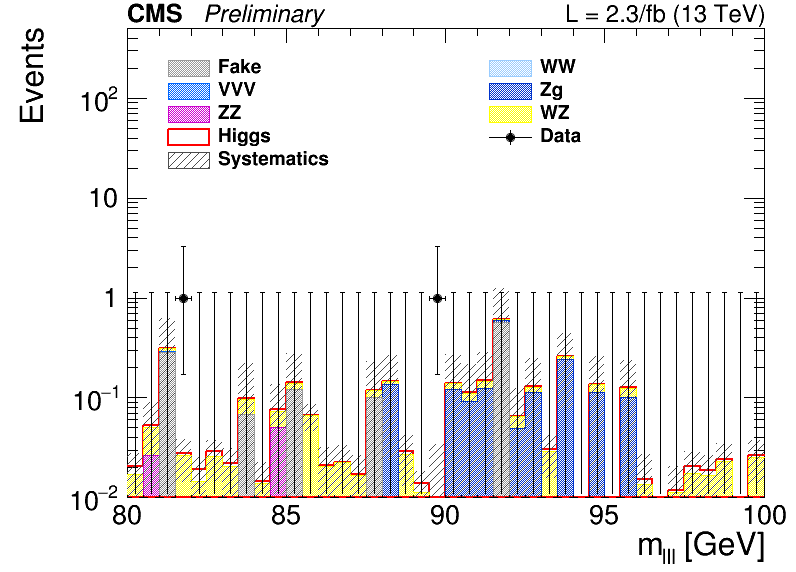 CMS Preliminary L = 2.3/fb (13 TeV)
Events
Fake WW
VVV Zg
ZZ WZ
Higgs Data
Systematics
10²
10
1
10⁻¹
10⁻²
80 85 90 95 100
m_lll [GeV]